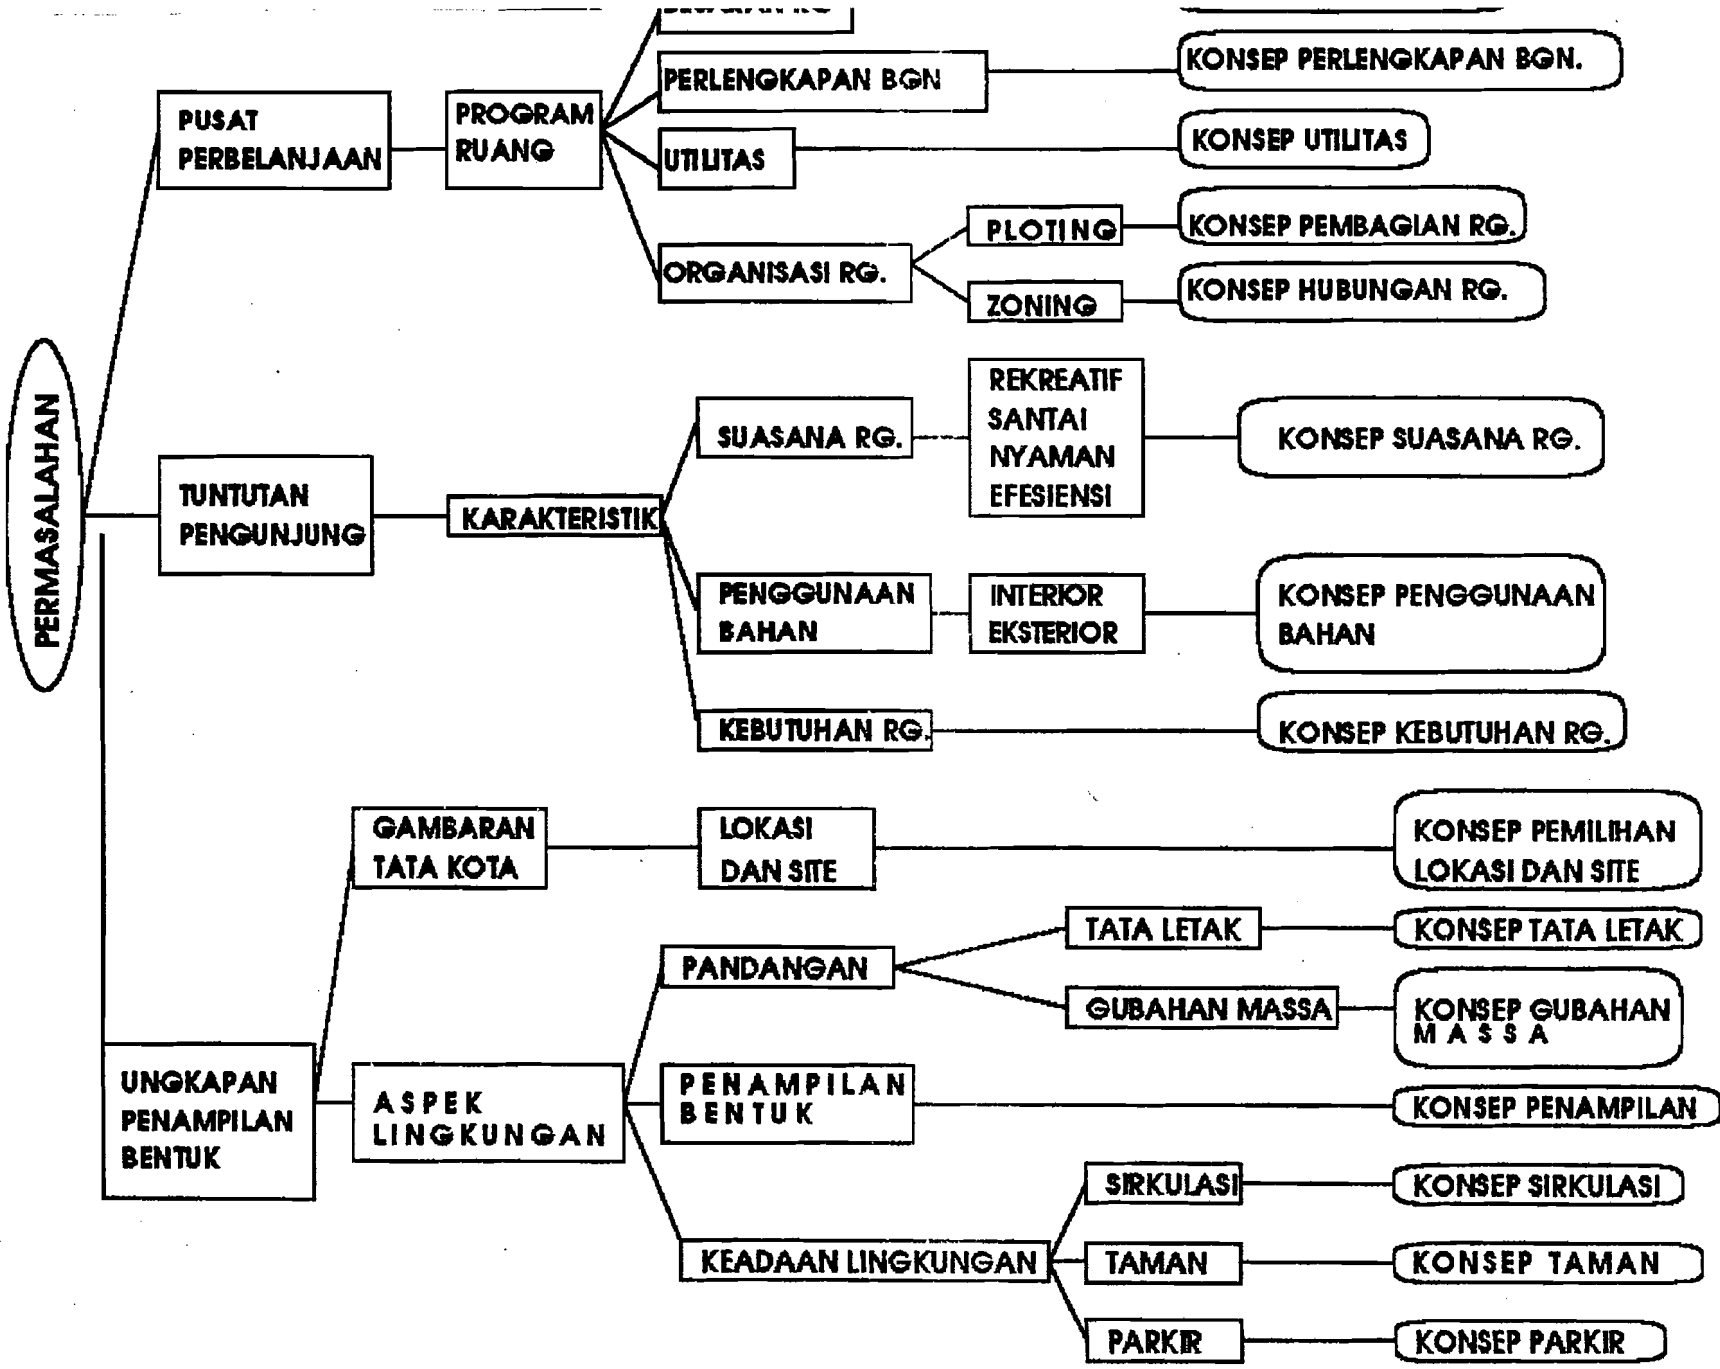 PERLENGKAPAN BGN
KONSEP PERLENGKAPAN BGN.
PUSAT
PERBELANJAAN
PROGRAM
RUANG
UTILITAS
KONSEP UTILITAS
ORGANISASI RG.
PLOTING
KONSEP PEMBAGIAN RG.
ZONING
KONSEP HUBUNGAN RG.
PERMASALAHAN
TUNTUTAN
PENGUNJUNG
KARAKTERISTIK
SUASANA RG.
REKREATIF
SANTAI
NYAMAN
EFESIENSI
KONSEP SUASANA RG.
PENGGUNAAN
BAHAN
INTERIOR
EKSTERIOR
KONSEP PENGGUNAAN
BAHAN
KEBUTUHAN RG.
KONSEP KEBUTUHAN RG.
UNGKAPAN
PENAMPILAN
BENTUK
GAMBARAN
TATA KOTA
LOKASI
DAN SITE
KONSEP PEMILIHAN
LOKASI DAN SITE
ASPEK
LINGKUNGAN
PANDANGAN
TATA LETAK
KONSEP TATA LETAK
GUBAHAN MASSA
KONSEP GUBAHAN
MASSA
PENAMPILAN
BENTUK
KONSEP PENAMPILAN
KEADAAN LINGKUNGAN
SIRKULASI
KONSEP SIRKULASI
TAMAN
KONSEP TAMAN
PARKIR
KONSEP PARKIR